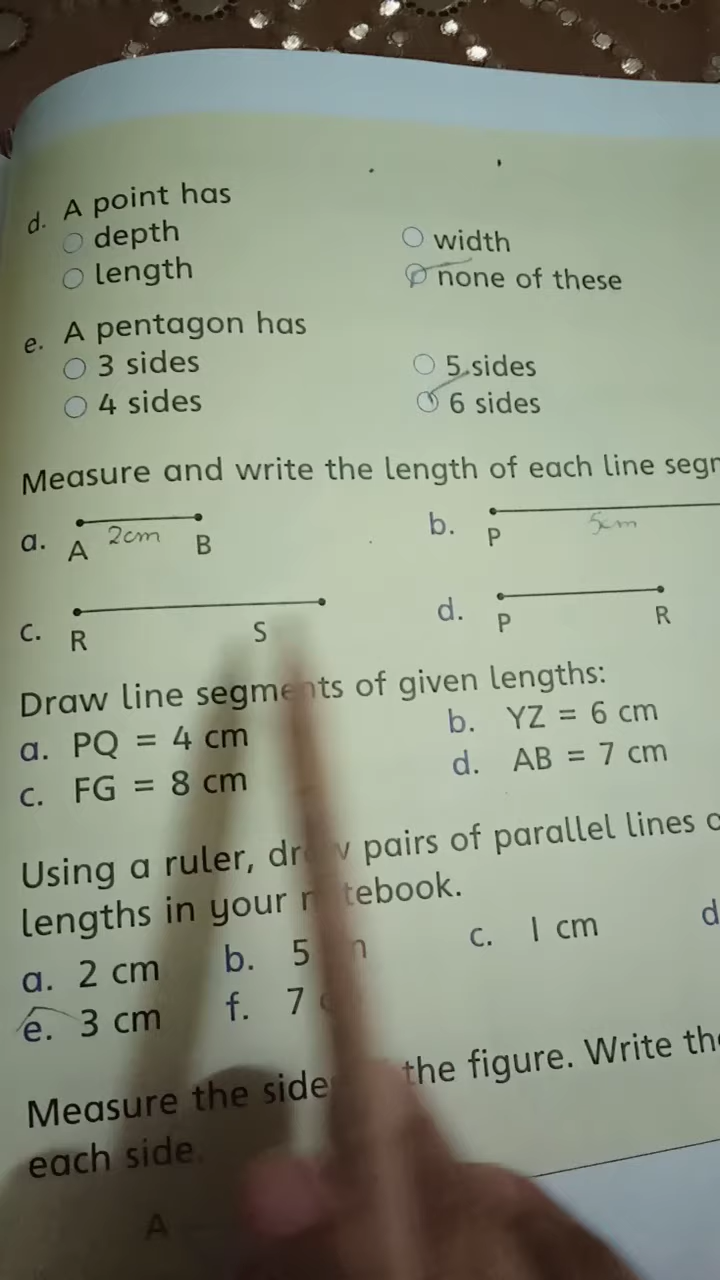 d. A point has
depth
width
length
none of these
e. A pentagon has
3 sides
5 sides
4 sides
6 sides
Measure and write the length of each line segm
a. A 2cm B
b. P 5cm
c. R S
d. P R
Draw line segments of given lengths:
a. PQ = 4 cm
b. YZ = 6 cm
c. FG = 8 cm
d. AB = 7 cm
Using a ruler, draw pairs of parallel lines
lengths in your notebook.
a. 2 cm
b. 5
c. 1 cm
d
e. 3 cm
f. 7
Measure the side the figure. Write the
each side.
A